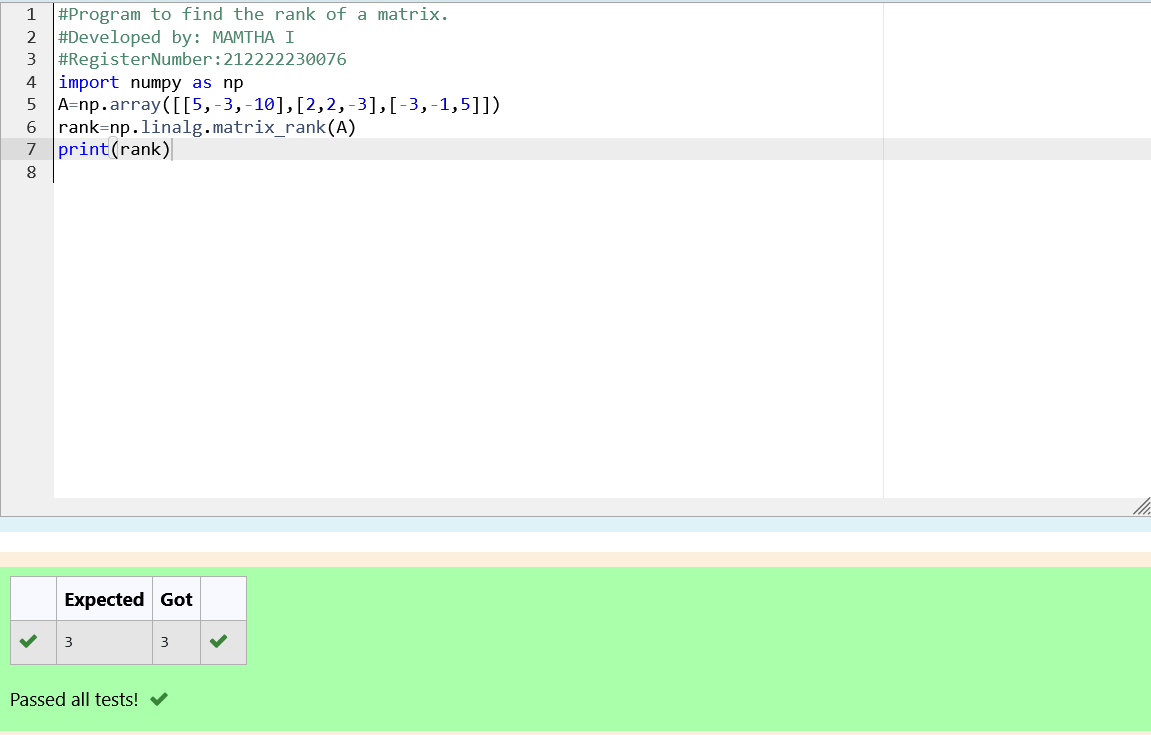 1 #Program to find the rank of a matrix.
2 #Developed by: MAMTHA I
3 #RegisterNumber:212222230076
4 import numpy as np
5 A=np.array([[5,-3,-10],[2,2,-3],[-3,-1,5]])
6 rank=np.linalg.matrix_rank(A)
7 print(rank)
8
Expected Got
3 3
Passed all tests!